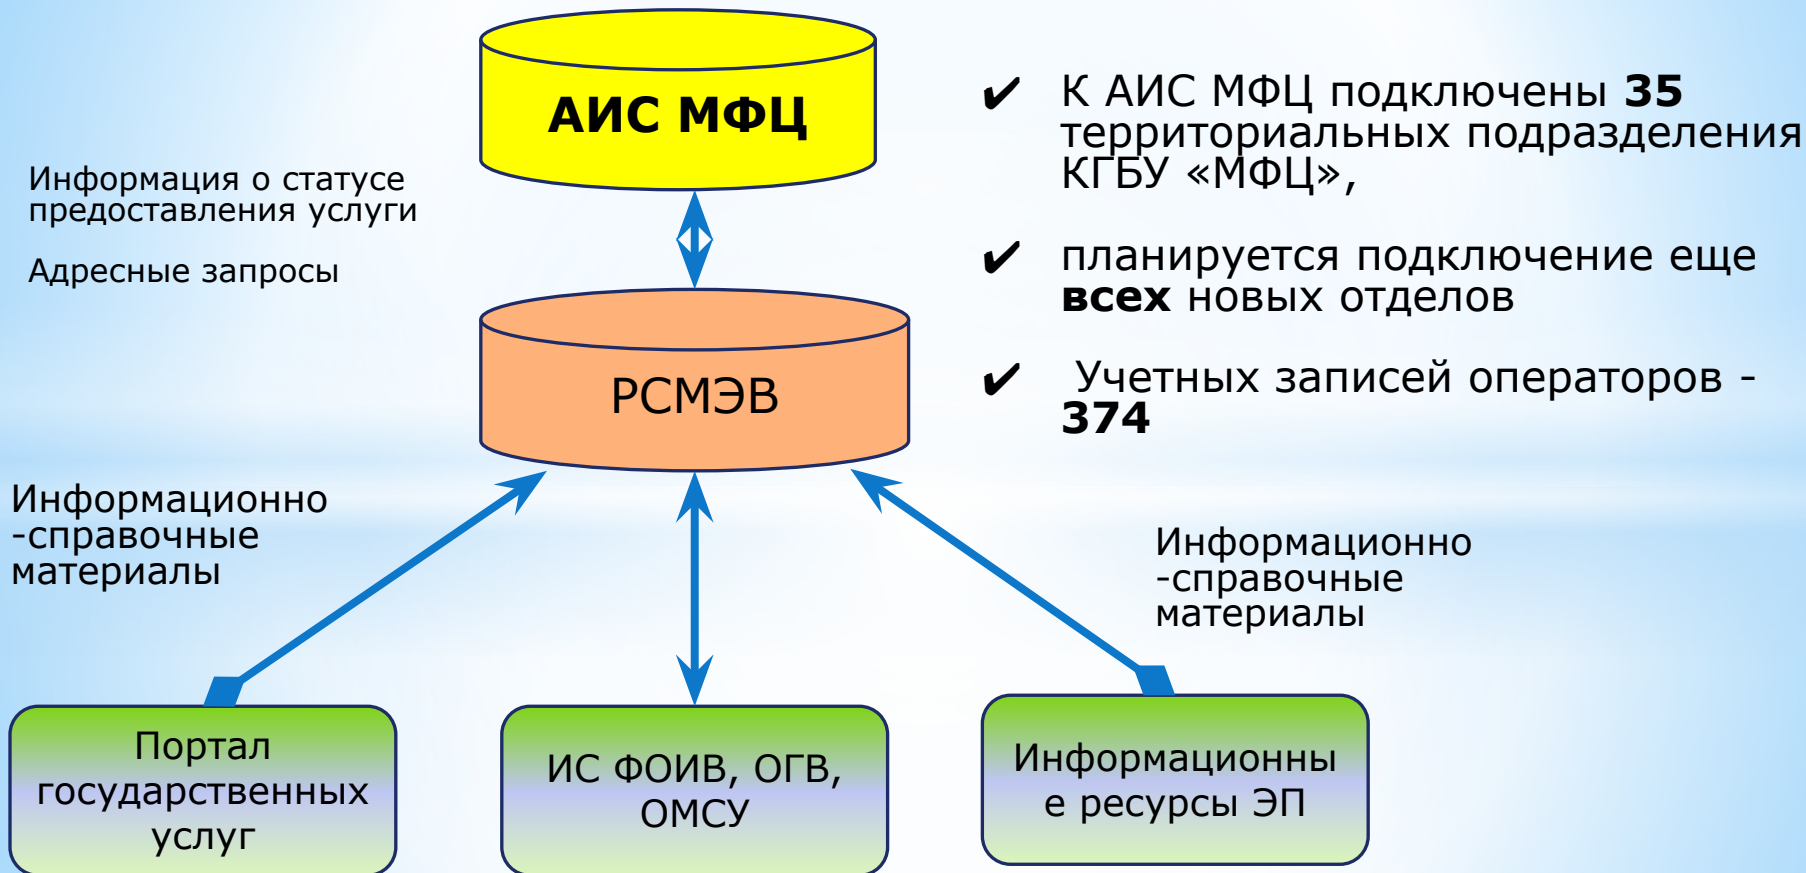 АИС МФЦ
Информация о статусе
предоставления услуги
Адресные запросы
✔ К АИС МФЦ подключены 35
территориальных подразделения
КГБУ «МФЦ»,
✔ планируется подключение еще
всех новых отделов
✔ Учетных записей операторов -
374
РСМЭВ
Информационно
-справочные
материалы
Информационно
-справочные
материалы
Портал
государственных
услуг
ИС ФОИВ, ОГВ,
ОМСУ
Информационны
е ресурсы ЭП